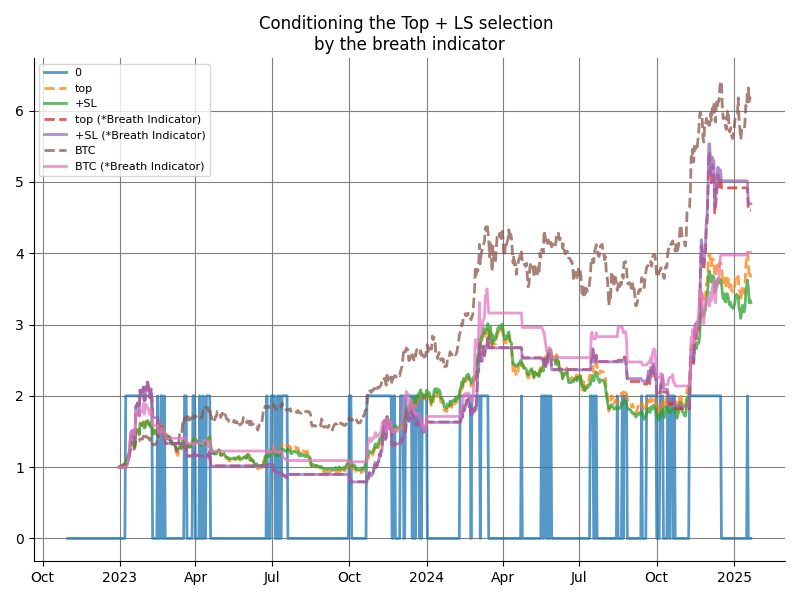 Conditioning the Top + LS selection
by the breath indicator
0
top
+SL
top (*Breath Indicator)
+SL (*Breath Indicator)
BTC
BTC (*Breath Indicator)
6
5
4
3
2
1
0
Oct
2023
Apr
Jul
Oct
2024
Apr
Jul
Oct
2025